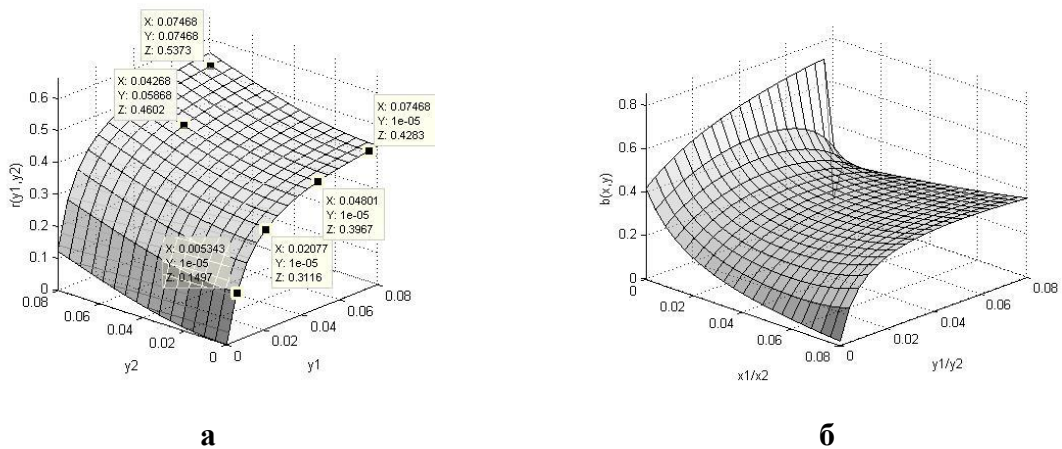 X: 0.07468
Y: 0.07468
Z: 0.5373
X: 0.04268
Y: 0.05868
Z: 0.4602
X: 0.07468
Y: 1e-05
Z: 0.4283
X: 0.04801
Y: 1e-05
Z: 0.3967
X: 0.005343
Y: 1e-05
Z: 0.1497
X: 0.02077
Y: 1e-05
Z: 0.3116
r(y1,y2)
0.6
0.5
0.4
0.3
0.2
0.1
0
0.08
0.06
0.04
0.02
0
y2
0
0.02
0.04
0.06
0.08
y1
а
b(x,y)
0.8
0.6
0.4
0.2
0
0
0.02
0.04
0.06
0.08
x1/x2
0
0.02
0.04
0.06
0.08
y1/y2
б